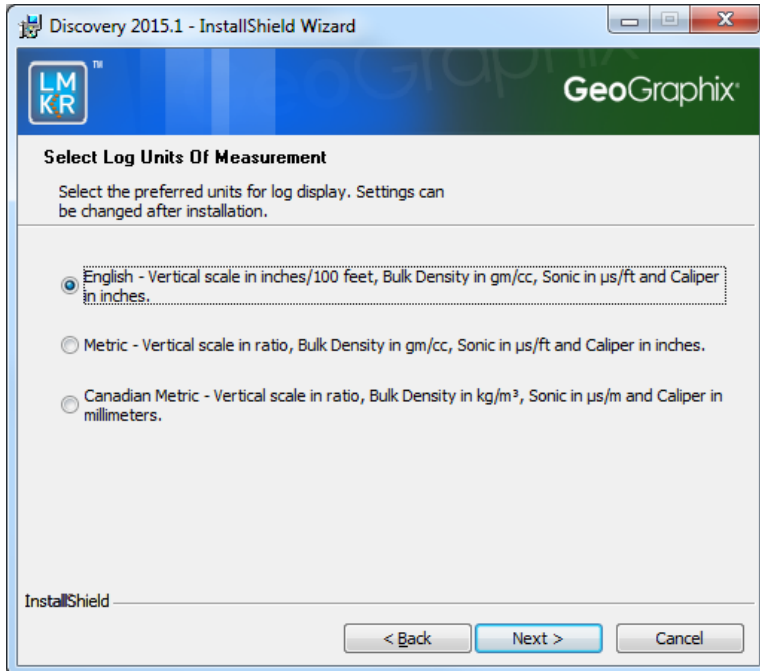 Discovery 2015.1 - InstallShield Wizard
LM
KR
TM
GeoGraphix
GeoGraphix®
Select Log Units Of Measurement
Select the preferred units for log display. Settings can
be changed after installation.
English - Vertical scale in inches/100 feet, Bulk Density in gm/cc, Sonic in µs/ft and Caliper
in inches.
Metric - Vertical scale in ratio, Bulk Density in gm/cc, Sonic in µs/ft and Caliper in inches.
Canadian Metric - Vertical scale in ratio, Bulk Density in kg/m³, Sonic in µs/m and Caliper in
millimeters.
InstallShield
< Back
Next >
Cancel